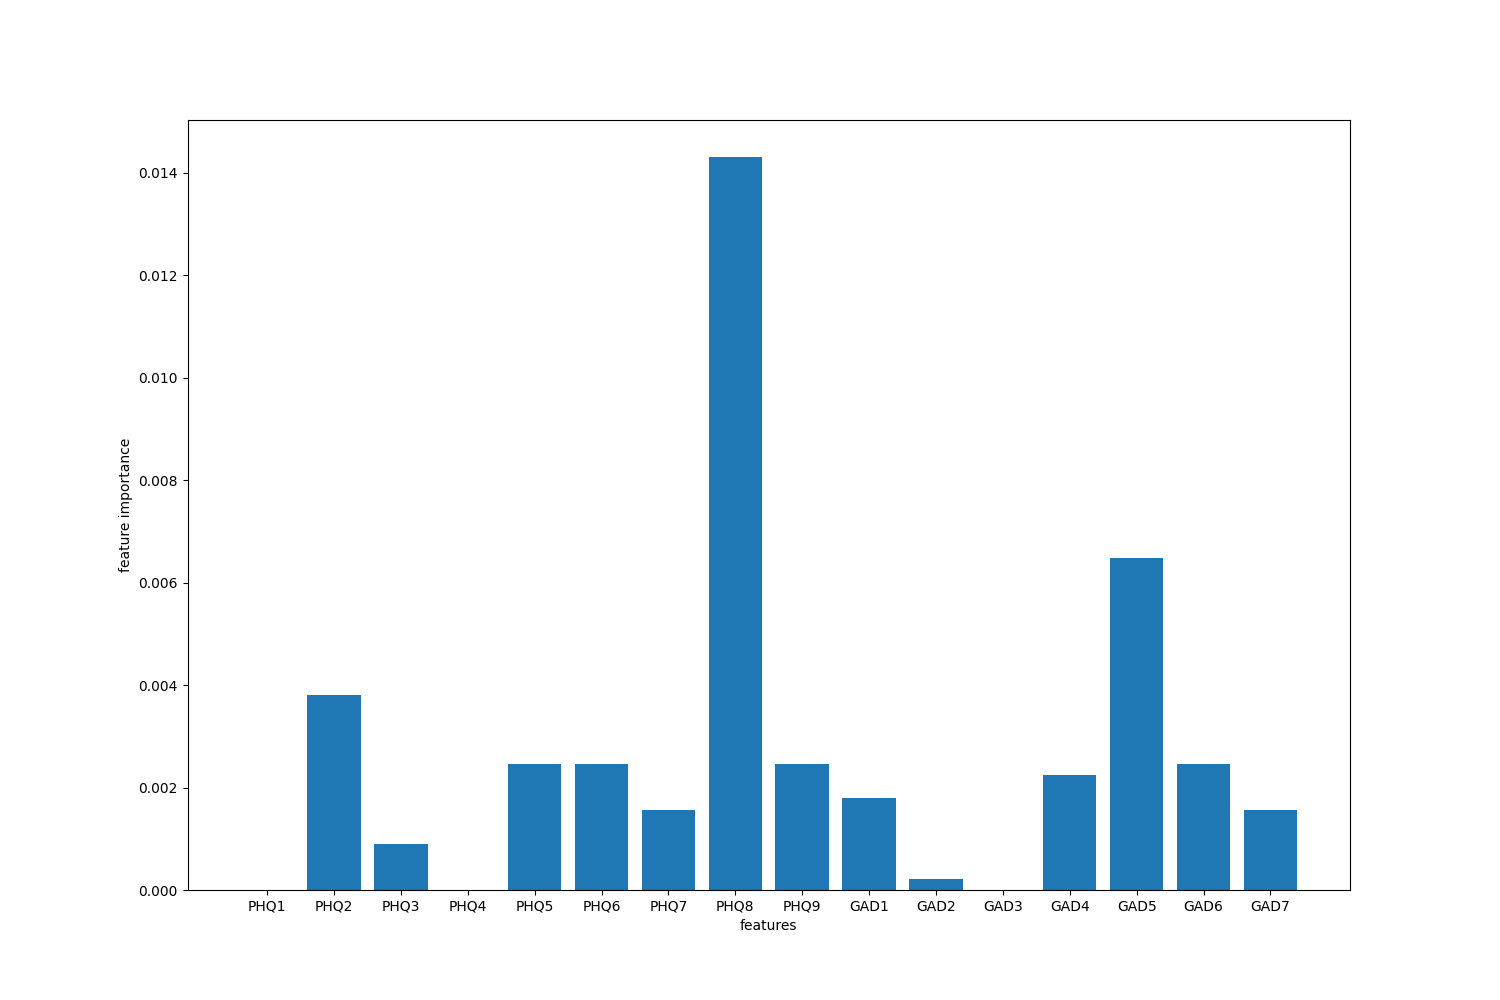 0.014
0.012
0.010
0.008
0.006
0.004
0.002
0.000
feature importance
PHQ1 PHQ2 PHQ3 PHQ4 PHQ5 PHQ6 PHQ7 PHQ8 PHQ9 GAD1 GAD2 GAD3 GAD4 GAD5 GAD6 GAD7
features